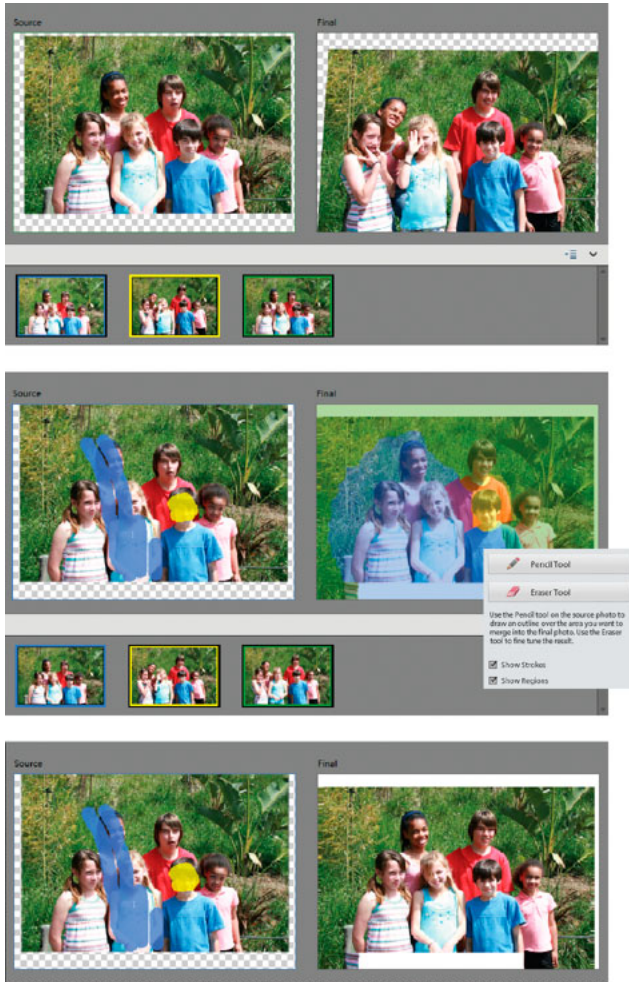 Source
Final
Source
Final
Pencil Tool
Eraser Tool
Use the Pencil tool on the source photo to
draw an outline over the area you want to
merge into the final photo. Use the Eraser
tool to fine tune the result.
Show Strokes
Show Regions
Source
Final